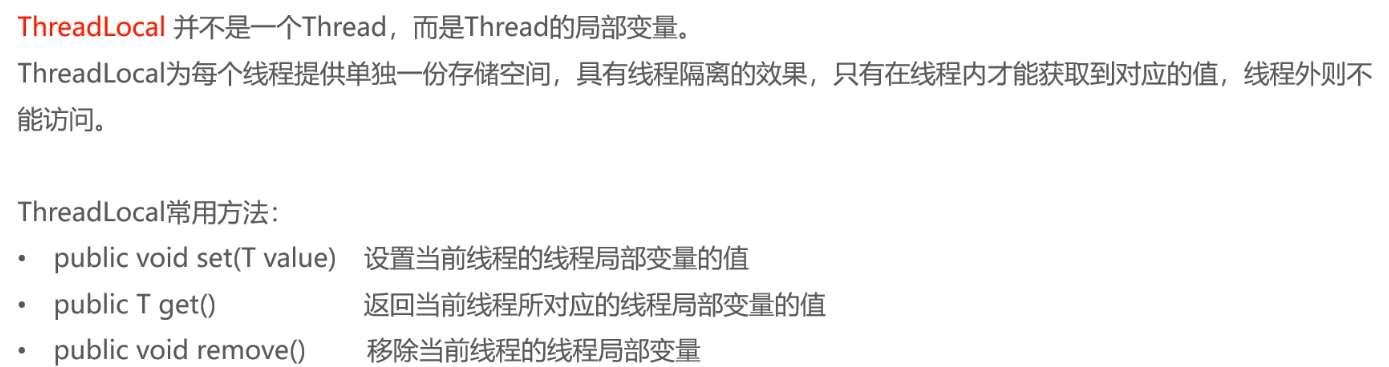 ThreadLocal 并不是一个Thread，而是Thread的局部变量。
ThreadLocal为每个线程提供单独一份存储空间，具有线程隔离的效果，只有在线程内才能获取到对应的值，线程外则不
能访问。
ThreadLocal常用方法：
• public void set(T value) 设置当前线程的线程局部变量的值
• public T get() 返回当前线程所对应的线程局部变量的值
• public void remove() 移除当前线程的线程局部变量